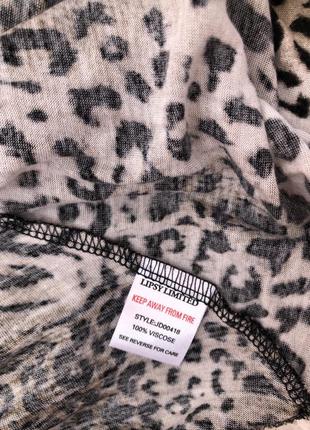 LIPSY LIMITED
KEEP AWAY FROM FIRE
STYLE:JD00418
100% VISCOSE
SEE REVERSE FOR CARE